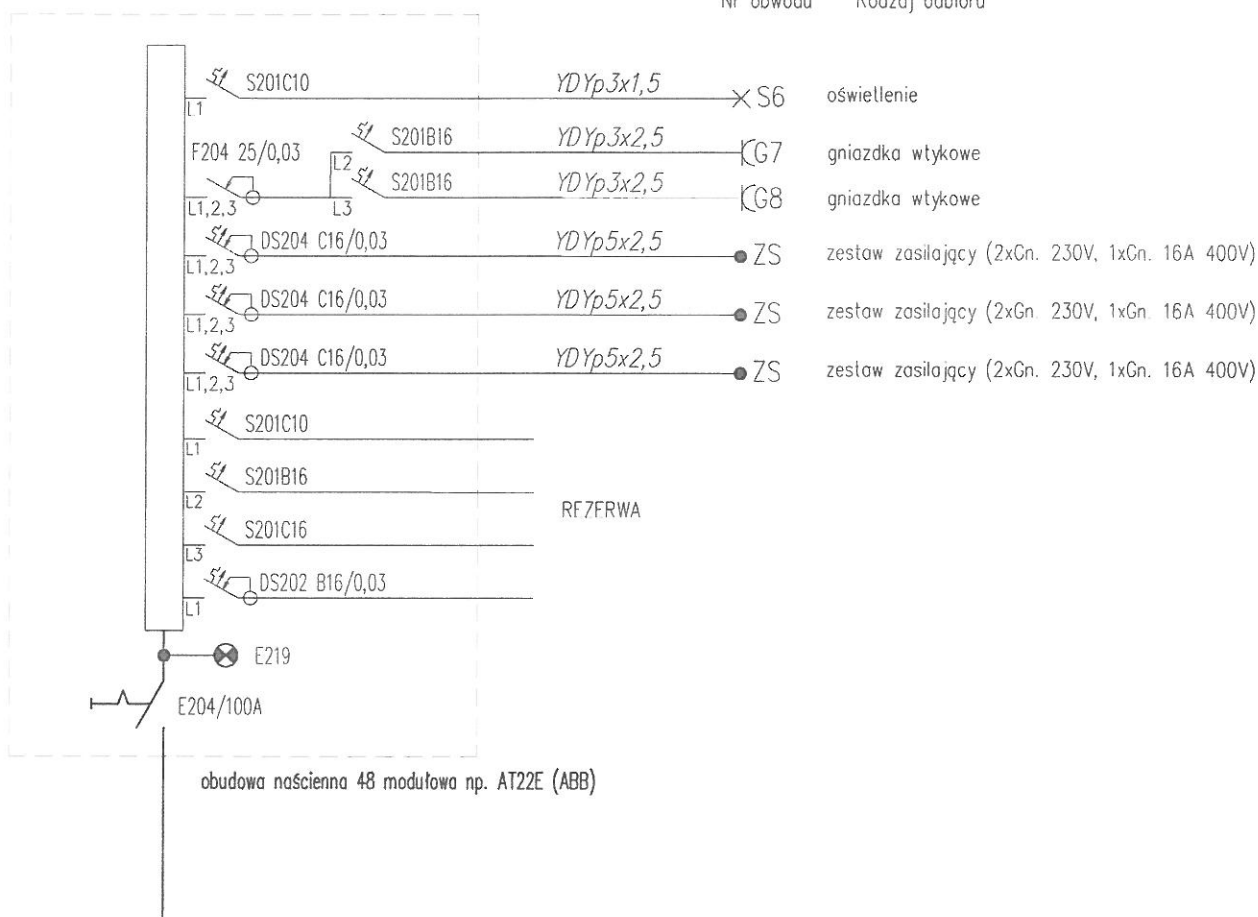 Nr obwodu Rodzaj odbioru
S201C10 YDYp3x1,5 S6 oświetlenie
L1
F204 25/0,03 S201B16 YDYp3x2,5 G7 gniazdka wtykowe
L2
S201B16 YDYp3x2,5 G8 gniazdka wtykowe
L1,2,3 L3
DS204 C16/0,03 YDYp5x2,5 ZS zestaw zasilający (2xGn. 230V, 1xGn. 16A 400V)
L1,2,3
DS204 C16/0,03 YDYp5x2,5 ZS zestaw zasilający (2xGn. 230V, 1xGn. 16A 400V)
L1,2,3
DS204 C16/0,03 YDYp5x2,5 ZS zestaw zasilający (2xGn. 230V, 1xGn. 16A 400V)
L1,2,3
S201C10
L1
S201B16
L2
REZERWA
S201C16
L3
DS202 B16/0,03
L1
E219
E204/100A
obudowa naścienna 48 modułowa np. AT22E (ABB)